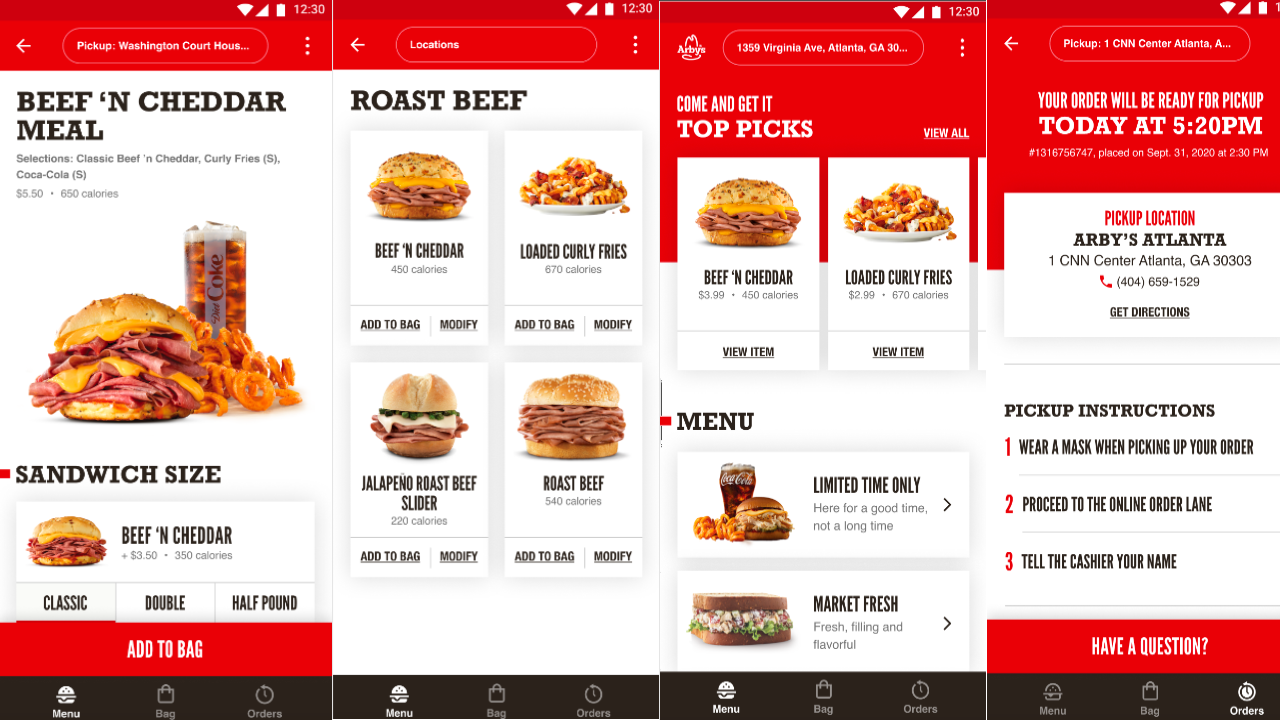 12:30
Pickup: Washington Court Hous...
BEEF ‘N CHEDDAR
MEAL
Selections: Classic Beef ’n Cheddar, Curly Fries (S),
Coca-Cola (S)
$5.50 • 650 calories
Diet Coke
SANDWICH SIZE
BEEF ‘N CHEDDAR
+ $3.50 • 350 calories
CLASSIC
DOUBLE
HALF POUND
ADD TO BAG
Menu
Bag
Orders
12:30
Locations
ROAST BEEF
BEEF ‘N CHEDDAR
450 calories
ADD TO BAG
MODIFY
LOADED CURLY FRIES
670 calories
ADD TO BAG
MODIFY
JALAPEÑO ROAST BEEF
SLIDER
220 calories
ADD TO BAG
MODIFY
ROAST BEEF
540 calories
ADD TO BAG
MODIFY
Menu
Bag
Orders
12:30
Arby's
1359 Virginia Ave, Atlanta, GA 30...
COME AND GET IT
TOP PICKS
VIEW ALL
BEEF ‘N CHEDDAR
$3.99 • 450 calories
VIEW ITEM
LOADED CURLY FRIES
$2.99 • 670 calories
VIEW ITEM
MENU
Coca-Cola
LIMITED TIME ONLY
Here for a good time,
not a long time
MARKET FRESH
Fresh, filling and
flavorful
Menu
Bag
Orders
Pickup: 1 CNN Center Atlanta, A...
YOUR ORDER WILL BE READY FOR PICKUP
TODAY AT 5:20PM
#1316756747, placed on Sept. 31, 2020 at 2:30 PM
PICKUP LOCATION
ARBY’S ATLANTA
1 CNN Center Atlanta, GA 30303
(404) 659-1529
GET DIRECTIONS
PICKUP INSTRUCTIONS
1 WEAR A MASK WHEN PICKING UP YOUR ORDER
2 PROCEED TO THE ONLINE ORDER LANE
3 TELL THE CASHIER YOUR NAME
HAVE A QUESTION?
Menu
Bag
Orders